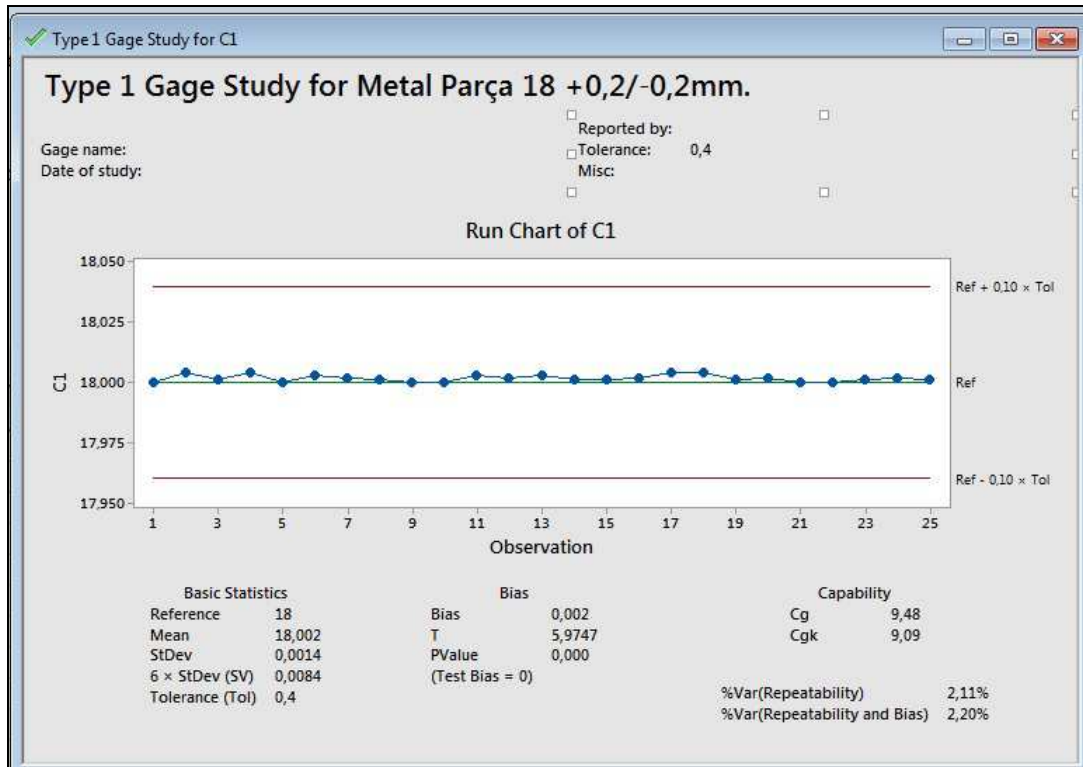 Type 1 Gage Study for C1
Type 1 Gage Study for Metal Parça 18 +0,2/-0,2mm.
Gage name:
Date of study:
Reported by:
Tolerance: 0,4
Misc:
Run Chart of C1
18,050
18,025
18,000
17,975
17,950
C1
Ref + 0,10 × Tol
Ref
Ref - 0,10 × Tol
1 3 5 7 9 11 13 15 17 19 21 23 25
Observation
Basic Statistics
Reference 18
Mean 18,002
StDev 0,0014
6 × StDev (SV) 0,0084
Tolerance (Tol) 0,4
Bias
Bias 0,002
T 5,9747
PValue 0,000
(Test Bias = 0)
Capability
Cg 9,48
Cgk 9,09
%Var(Repeatability) 2,11%
%Var(Repeatability and Bias) 2,20%